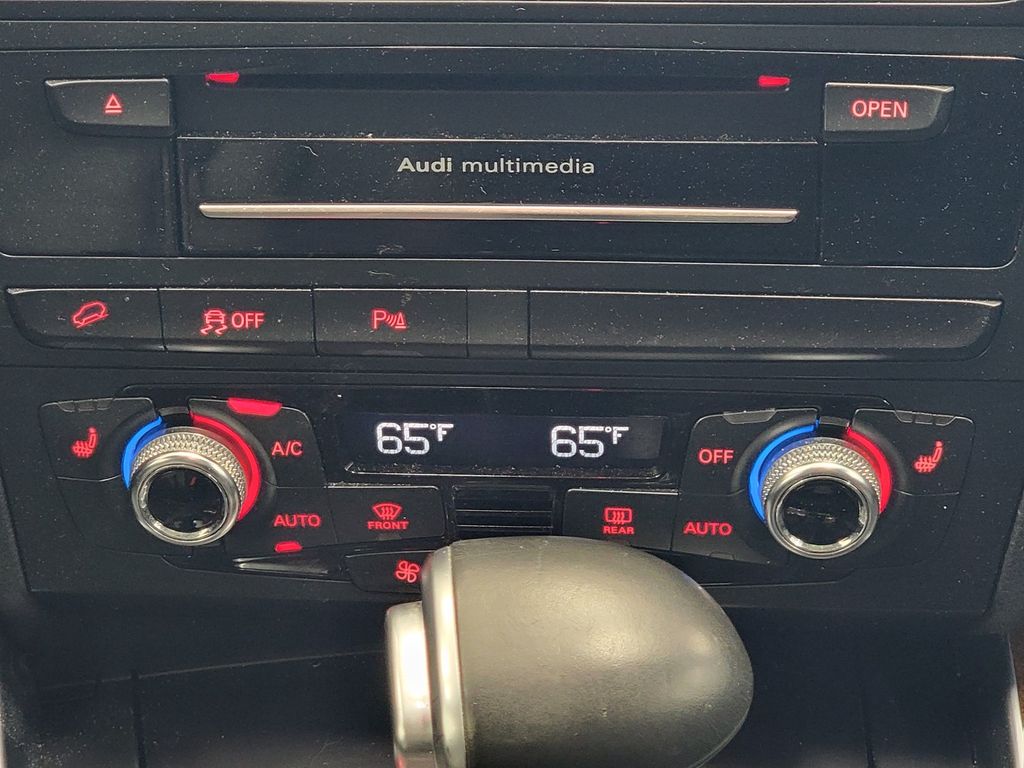 OPEN
Audi multimedia
OFF
P
65°F 65°F
A/C
OFF
AUTO
FRONT
REAR
AUTO